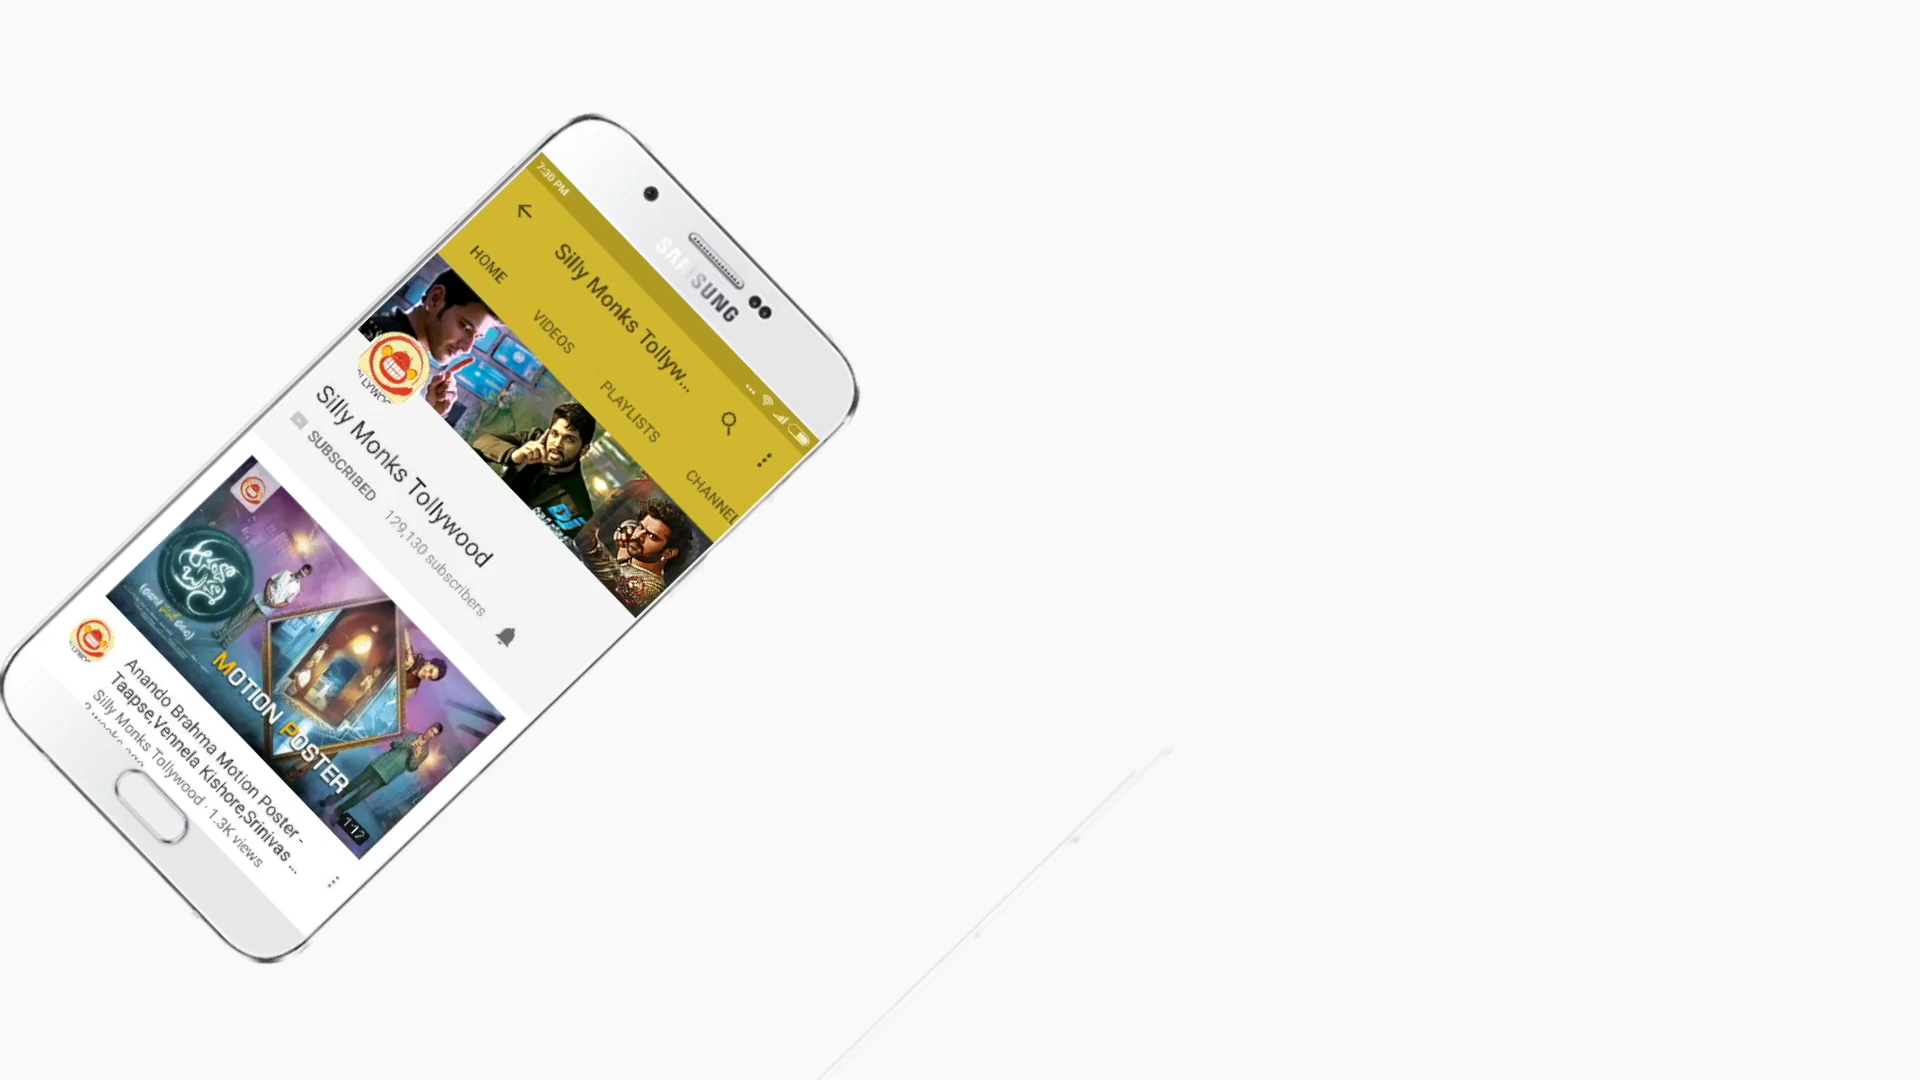 SAMSUNG
7:30 PM
Silly Monks Tollyw...
HOME
VIDEOS
PLAYLISTS
CHANNEL
DJ
Silly Monks Tollywood
SUBSCRIBED
129,130 subscribers
MOTION POSTER
1:12
Anando Brahma Motion Poster -
Taapse,Vennela Kishore,Srinivas ...
Silly Monks Tollywood · 1.3K views